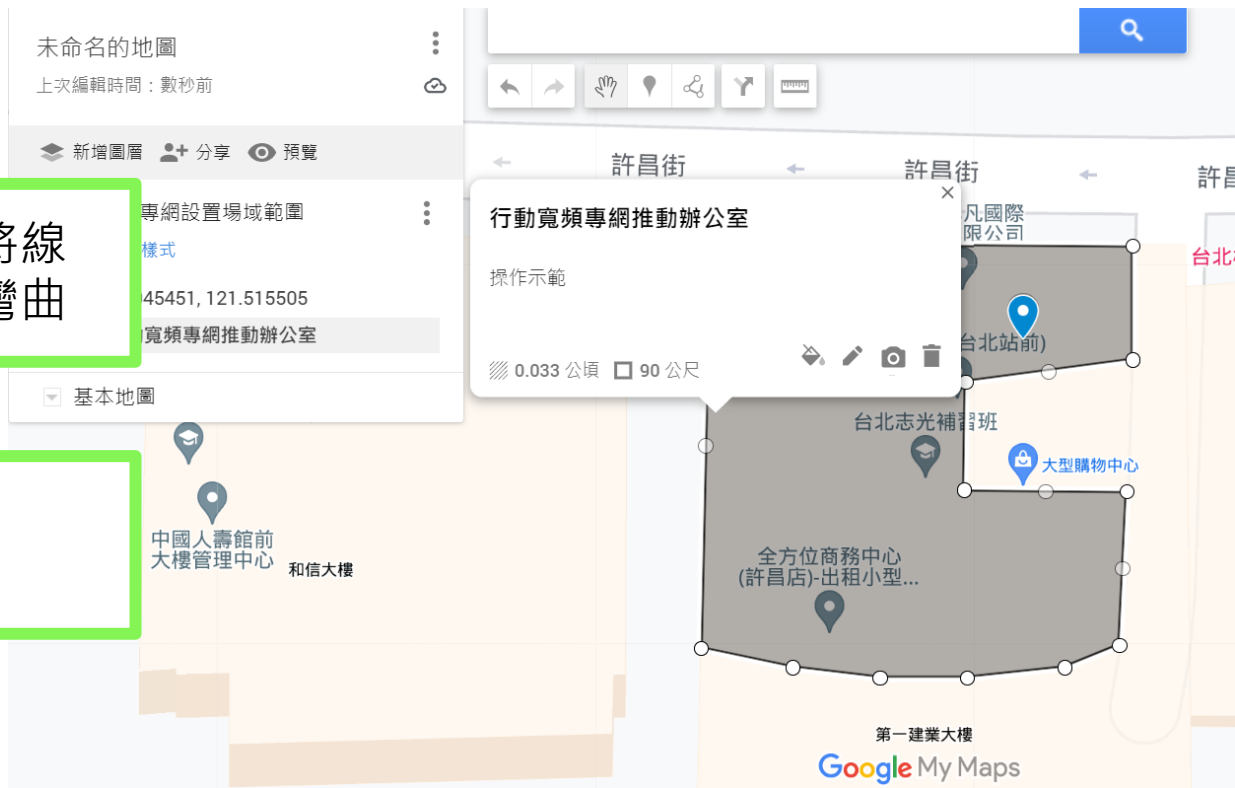 未命名的地圖
上次編輯時間：數秒前
新增圖層 分享 預覽
許昌街
許昌街
將線
彎曲
專網設置場域範圍
樣式
45451, 121.515505
寬頻專網推動辦公室
基本地圖
行動寬頻專網推動辦公室
操作示範
0.033 公頃 90 公尺
凡國際
限公司
台北
台北站前)
台北志光補習班
大型購物中心
中國人壽館前
大樓管理中心
和信大樓
全方位商務中心
(許昌店)-出租小型...
第一建業大樓
Google My Maps